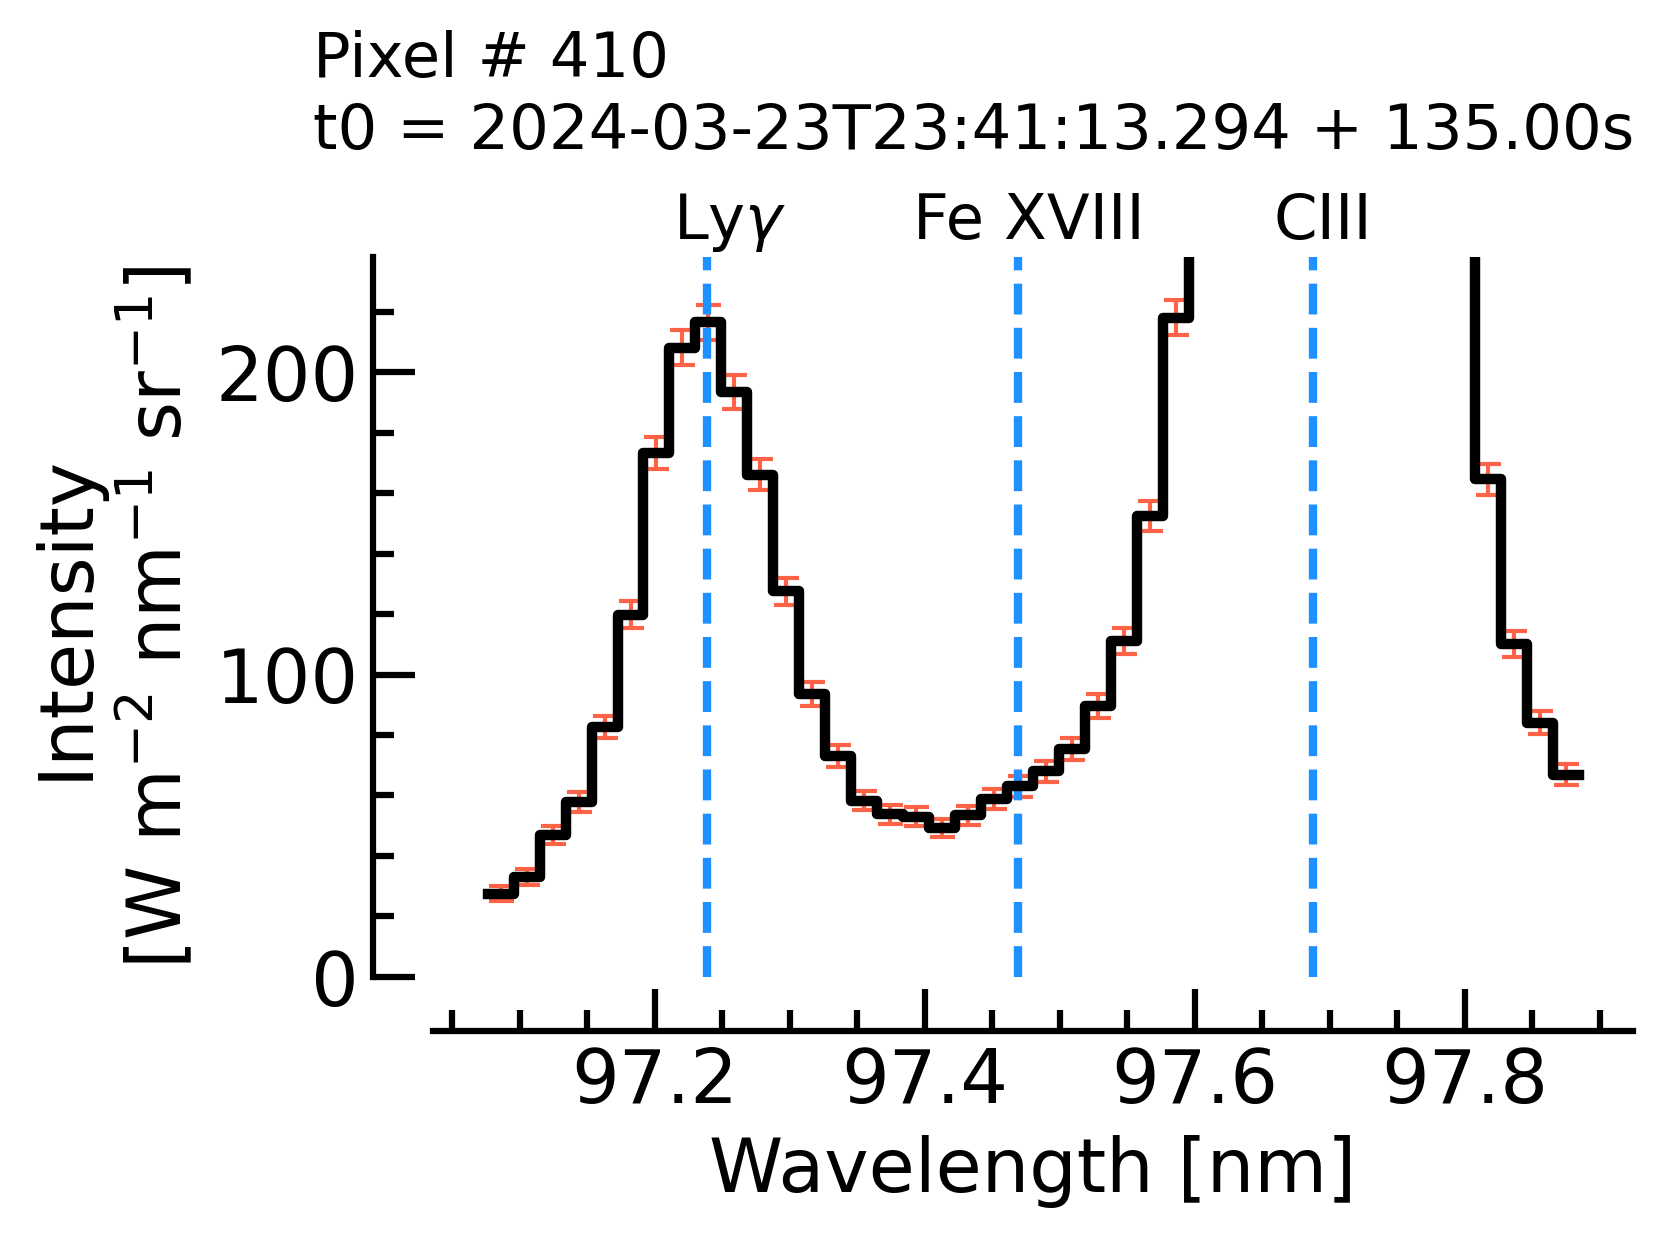 Pixel # 410
t0 = 2024-03-23T23:41:13.294 + 135.00s
Lyγ Fe XVIII CIII
Intensity
[W m⁻² nm⁻¹ sr⁻¹]
200
100
0
97.2 97.4 97.6 97.8
Wavelength [nm]